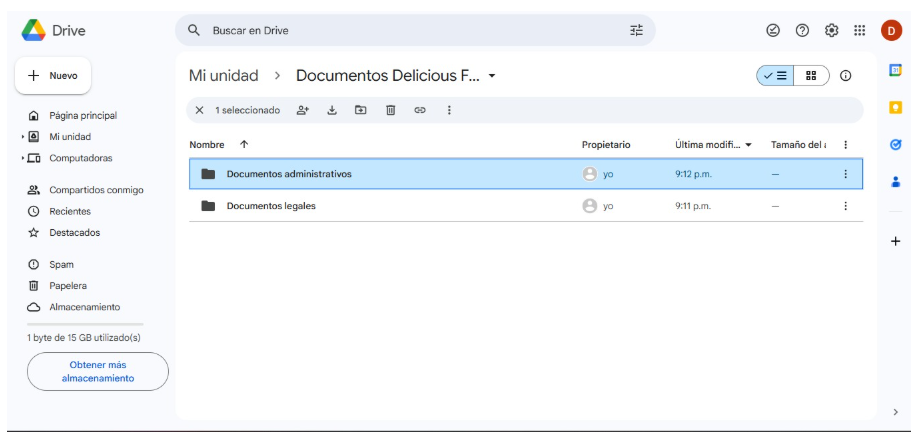 Drive
Buscar en Drive
D
Nuevo
Mi unidad > Documentos Delicious F...
1 seleccionado
Página principal
Mi unidad
Computadoras
Compartidos conmigo
Recientes
Destacados
Spam
Papelera
Almacenamiento
1 byte de 15 GB utilizado(s)
Obtener más
almacenamiento
Nombre Propietario Última modifi... Tamaño del
Documentos administrativos yo 9:12 p.m. —
Documentos legales yo 9:11 p.m. —
31